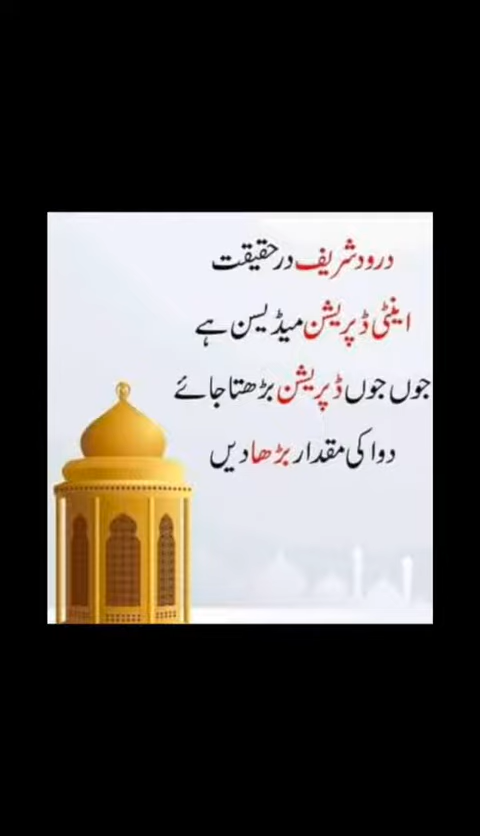 درود شریف در حقیقت
اینٹی ڈپریشن میڈیسن ہے
جوں جوں ڈپریشن بڑھتا جائے
دوا کی مقدار بڑھا دیں